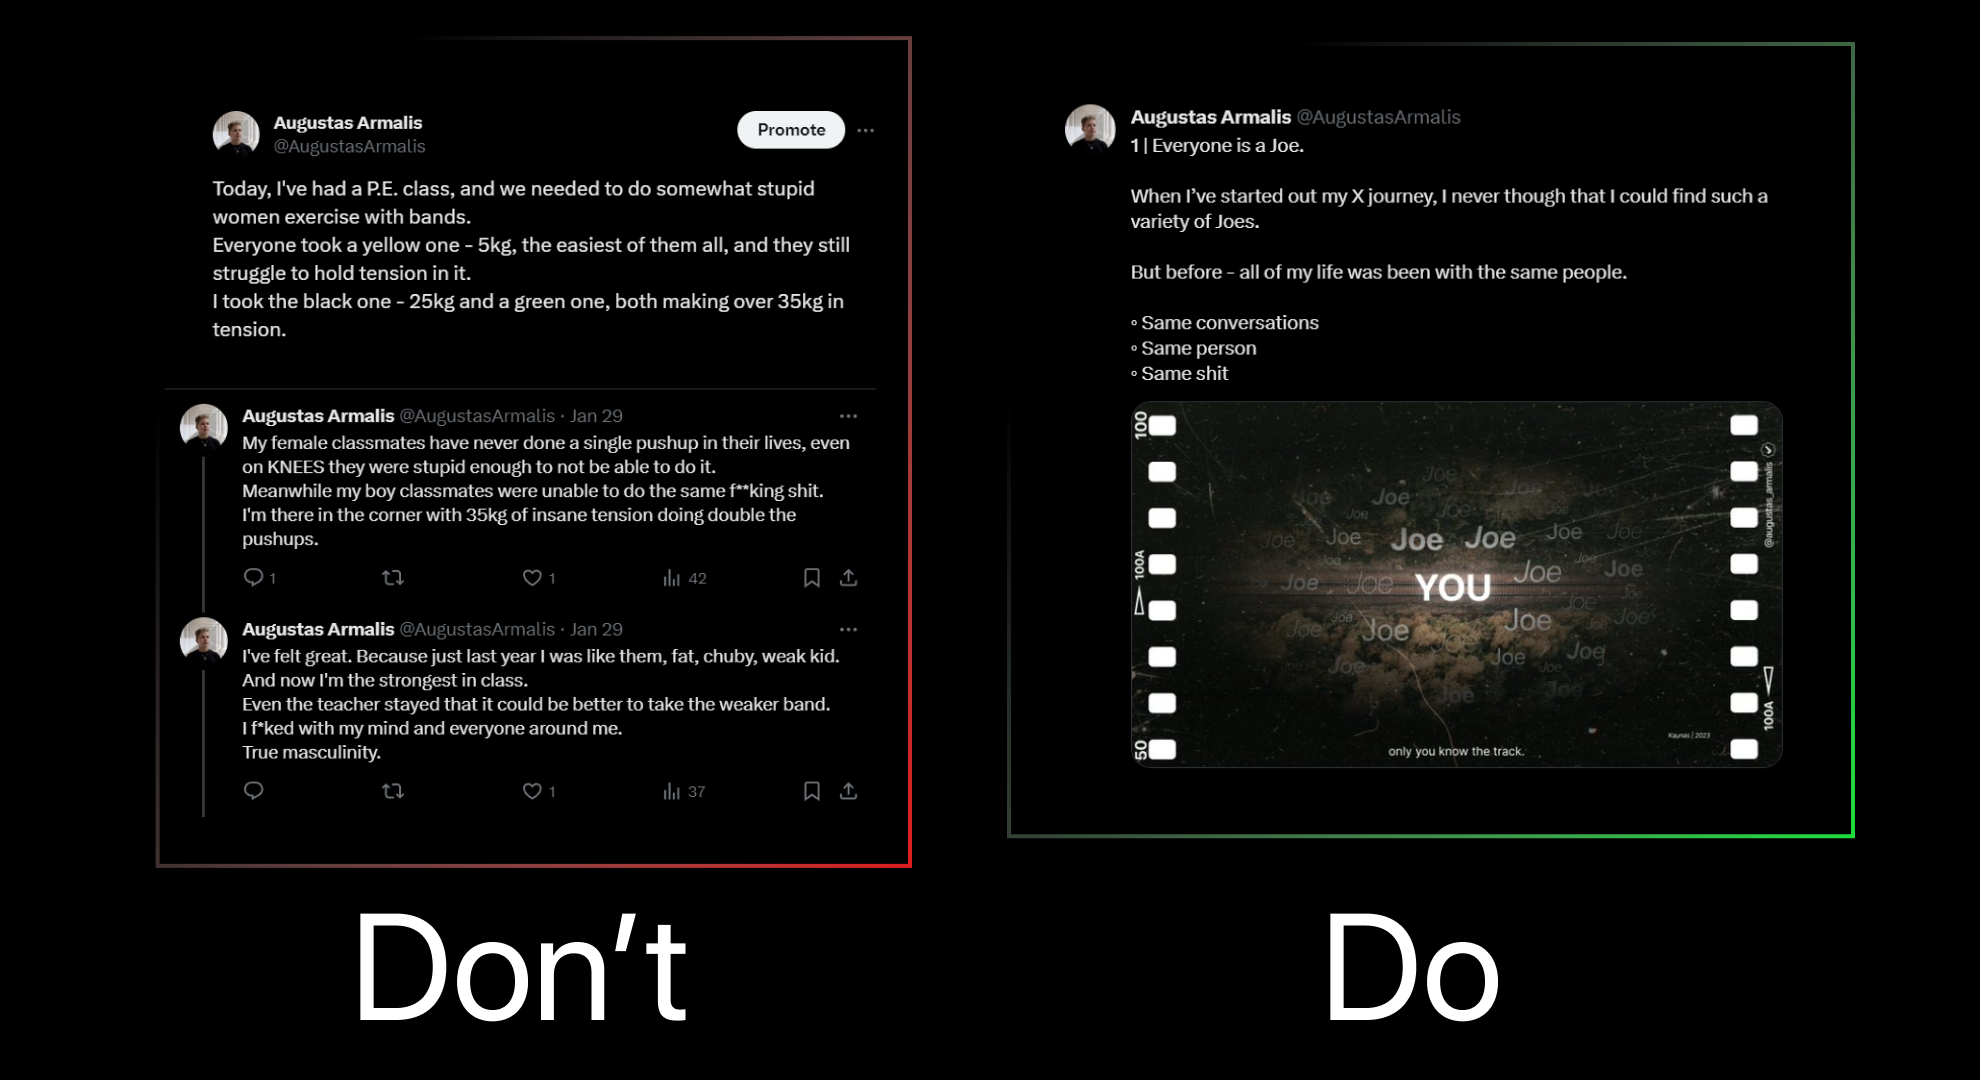 Augustas Armalis
@AugustasArmalis
Promote
Today, I've had a P.E. class, and we needed to do somewhat stupid
women exercise with bands.
Everyone took a yellow one - 5kg, the easiest of them all, and they still
struggle to hold tension in it.
I took the black one - 25kg and a green one, both making over 35kg in
tension.
Augustas Armalis @AugustasArmalis · Jan 29
My female classmates have never done a single pushup in their lives, even
on KNEES they were stupid enough to not be able to do it.
Meanwhile my boy classmates were unable to do the same f**king shit.
I'm there in the corner with 35kg of insane tension doing double the
pushups.
1
1
42
Augustas Armalis @AugustasArmalis · Jan 29
I've felt great. Because just last year I was like them, fat, chuby, weak kid.
And now I'm the strongest in class.
Even the teacher stayed that it could be better to take the weaker band.
I f*ked with my mind and everyone around me.
True masculinity.
1
37
Don't
Augustas Armalis @AugustasArmalis
1 | Everyone is a Joe.
When I've started out my X journey, I never though that I could find such a
variety of Joes.
But before - all of my life was been with the same people.
◦ Same conversations
◦ Same person
◦ Same shit
100
100A
50
Joe
Joe Joe Joe Joe
Joe Joe Joe
Joe Joe Joe Joe Joe Joe
Joe Joe YOU Joe Joe
Joe Joe Joe Joe
Joe Joe Joe
Joe Joe
only you know the track.
Kaunas | 2023
@augustas_armalis
100A
Do